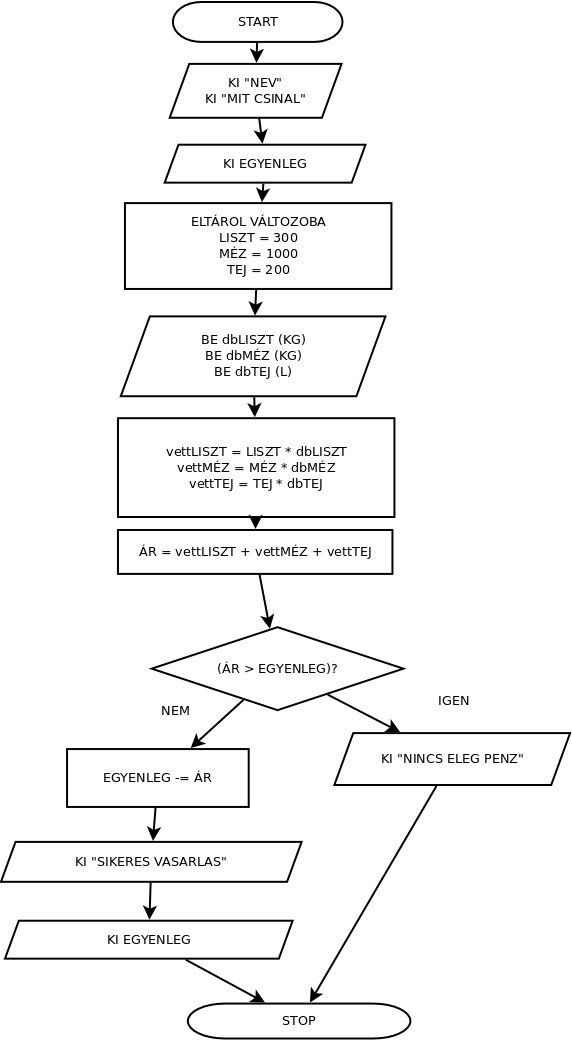 START
KI "NEV"
KI "MIT CSINAL"
KI EGYENLEG
ELTÁROL VÁLTOZOBA
LISZT = 300
MÉZ = 1000
TEJ = 200
BE dbLISZT (KG)
BE dbMÉZ (KG)
BE dbTEJ (L)
vettLISZT = LISZT * dbLISZT
vettMÉZ = MÉZ * dbMÉZ
vettTEJ = TEJ * dbTEJ
ÁR = vettLISZT + vettMÉZ + vettTEJ
(ÁR > EGYENLEG)?
NEM
IGEN
EGYENLEG -= ÁR
KI "NINCS ELEG PENZ"
KI "SIKERES VASARLAS"
KI EGYENLEG
STOP